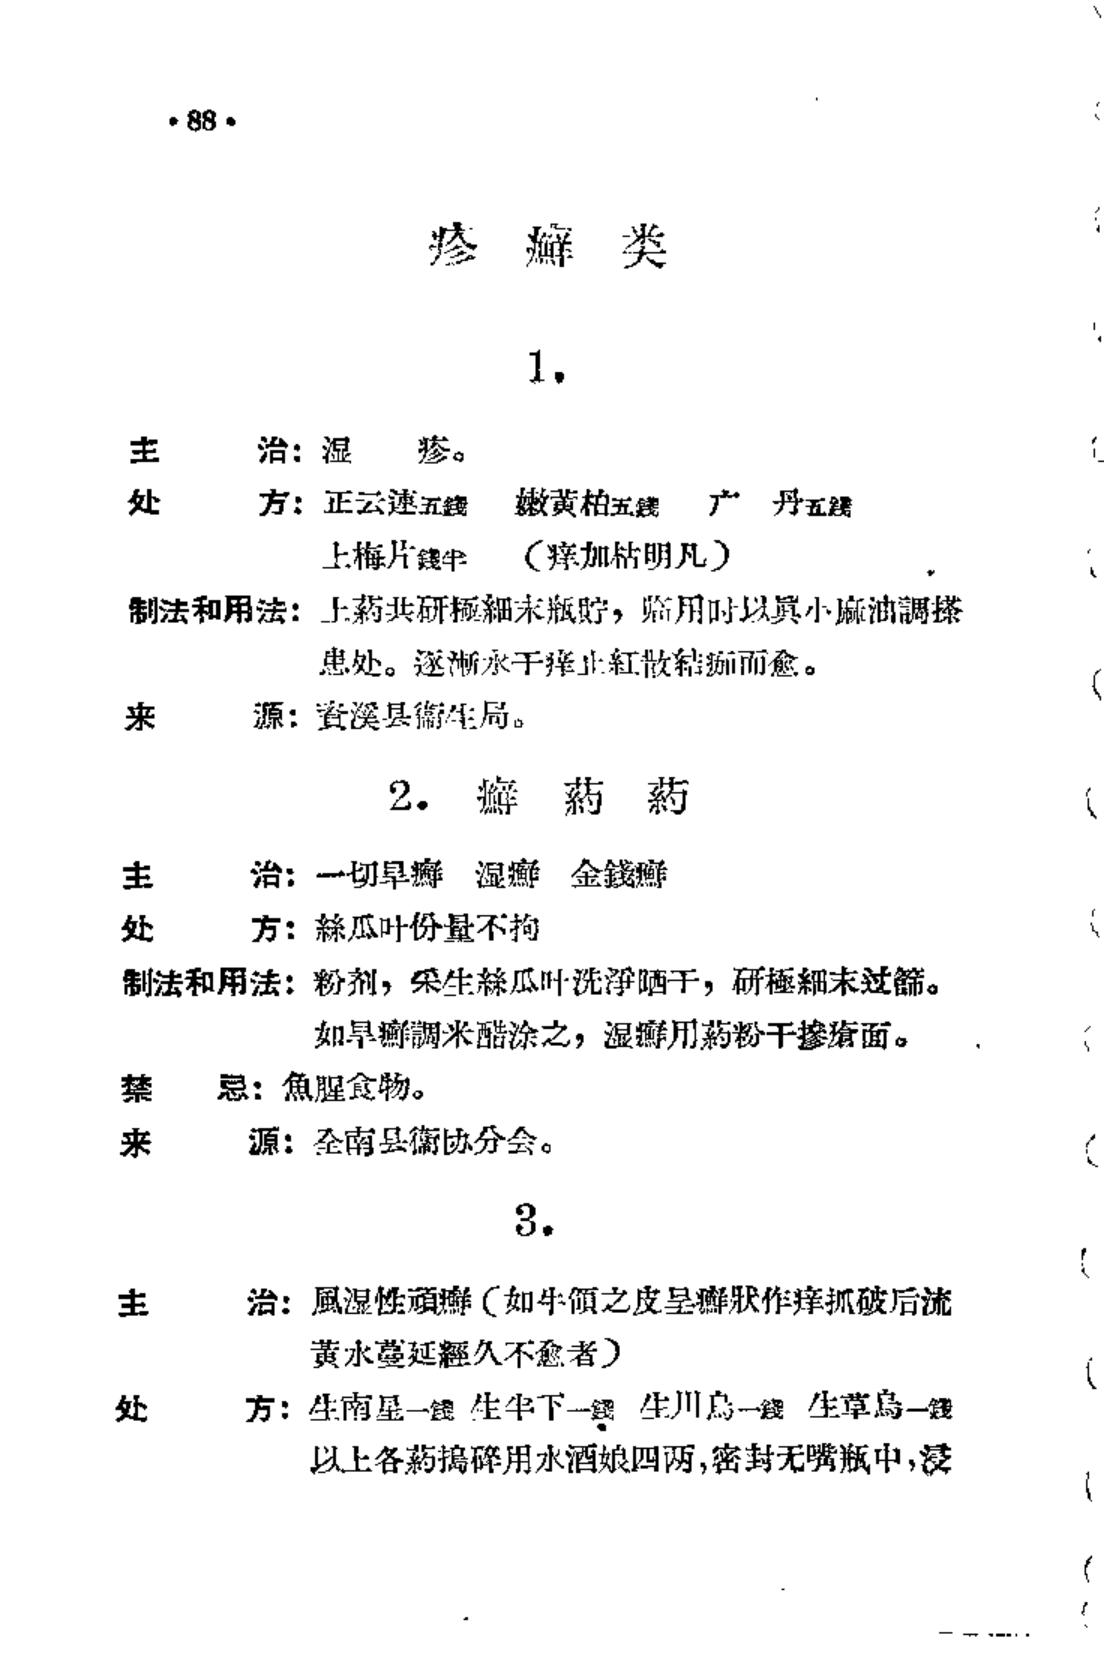 ·88·
疹癬类
1.
主治：湿疹。
处方：正云連五錢 嫩黃柏五錢 广丹五錢
上梅片錢半 （痒加枯明凡）
制法和用法：上葯共研極細末瓶貯，临用时以眞小麻油調搽
患处。逐漸水干痒止紅散結痂而愈。
来源：資溪县衞生局。
2. 癬葯葯
主治：一切旱癬 湿癬 金錢癬
处方：絲瓜叶份量不拘
制法和用法：粉剂，采生絲瓜叶洗淨晒干，研極細末过篩。
如旱癬調米醋涂之，湿癬用葯粉干摻瘡面。
禁忌：魚腥食物。
来源：全南县衞协分会。
3.
主治：風湿性頑癬（如牛領之皮呈癬狀作痒抓破后流
黃水蔓延經久不愈者）
处方：生南星一錢 生半下一錢 生川烏一錢 生草烏一錢
以上各葯搗碎用水酒娘四两，密封无嘴瓶中，浸